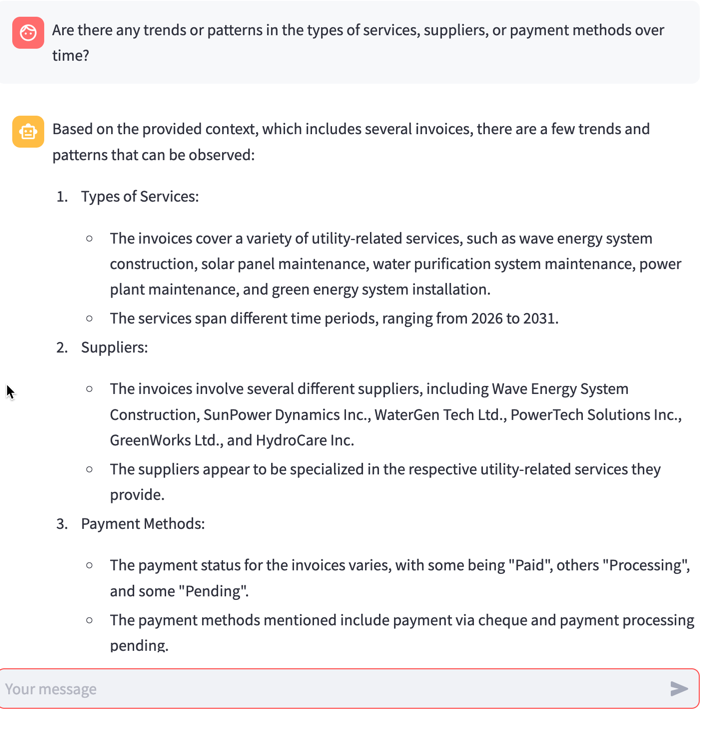 Are there any trends or patterns in the types of services, suppliers, or payment methods over
time?
Based on the provided context, which includes several invoices, there are a few trends and
patterns that can be observed:
1. Types of Services:
○ The invoices cover a variety of utility-related services, such as wave energy system
construction, solar panel maintenance, water purification system maintenance, power
plant maintenance, and green energy system installation.
○ The services span different time periods, ranging from 2026 to 2031.
2. Suppliers:
○ The invoices involve several different suppliers, including Wave Energy System
Construction, SunPower Dynamics Inc., WaterGen Tech Ltd., PowerTech Solutions Inc.,
GreenWorks Ltd., and HydroCare Inc.
○ The suppliers appear to be specialized in the respective utility-related services they
provide.
3. Payment Methods:
○ The payment status for the invoices varies, with some being "Paid", others "Processing",
and some "Pending".
○ The payment methods mentioned include payment via cheque and payment processing
pending.
Your message